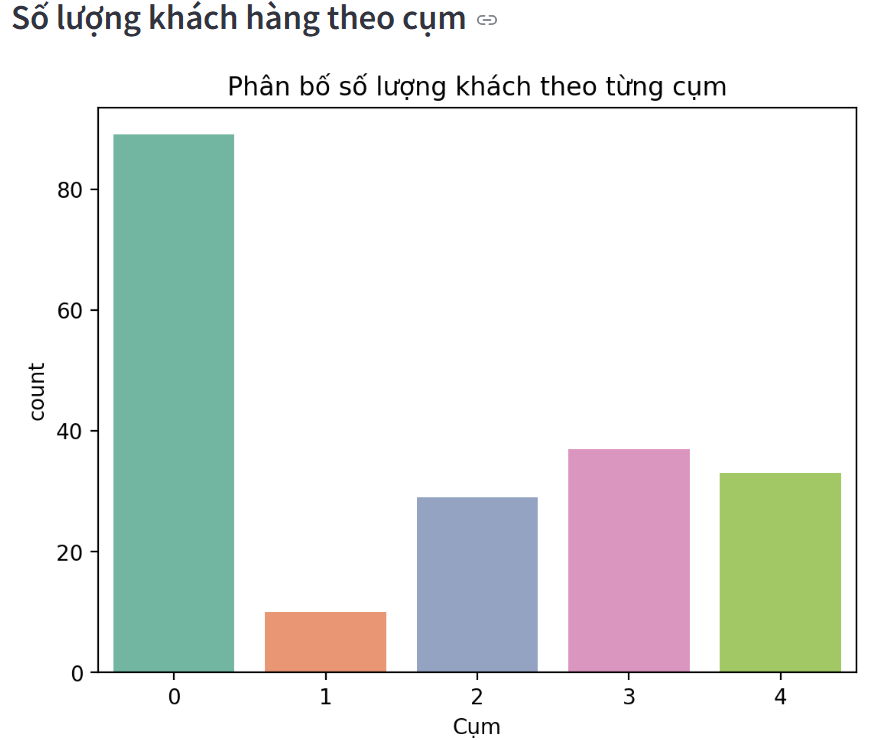 Số lượng khách hàng theo cụm
Phân bố số lượng khách theo từng cụm
80
60
40
20
0
count
0 1 2 3 4
Cụm